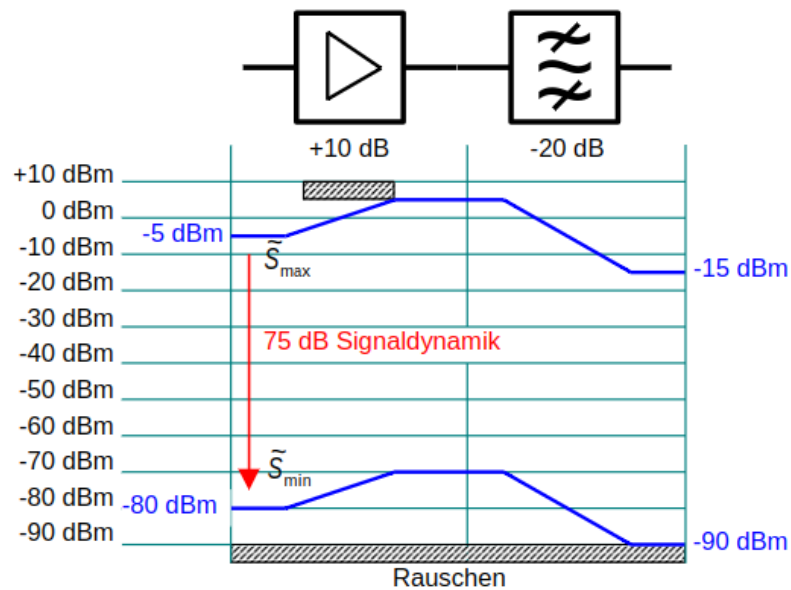 +10 dB
-20 dB
+10 dBm
0 dBm
-5 dBm
-10 dBm
S̃max
-15 dBm
-20 dBm
-30 dBm
75 dB Signaldynamik
-40 dBm
-50 dBm
-60 dBm
-70 dBm
S̃min
-80 dBm
-80 dBm
-90 dBm
-90 dBm
Rauschen